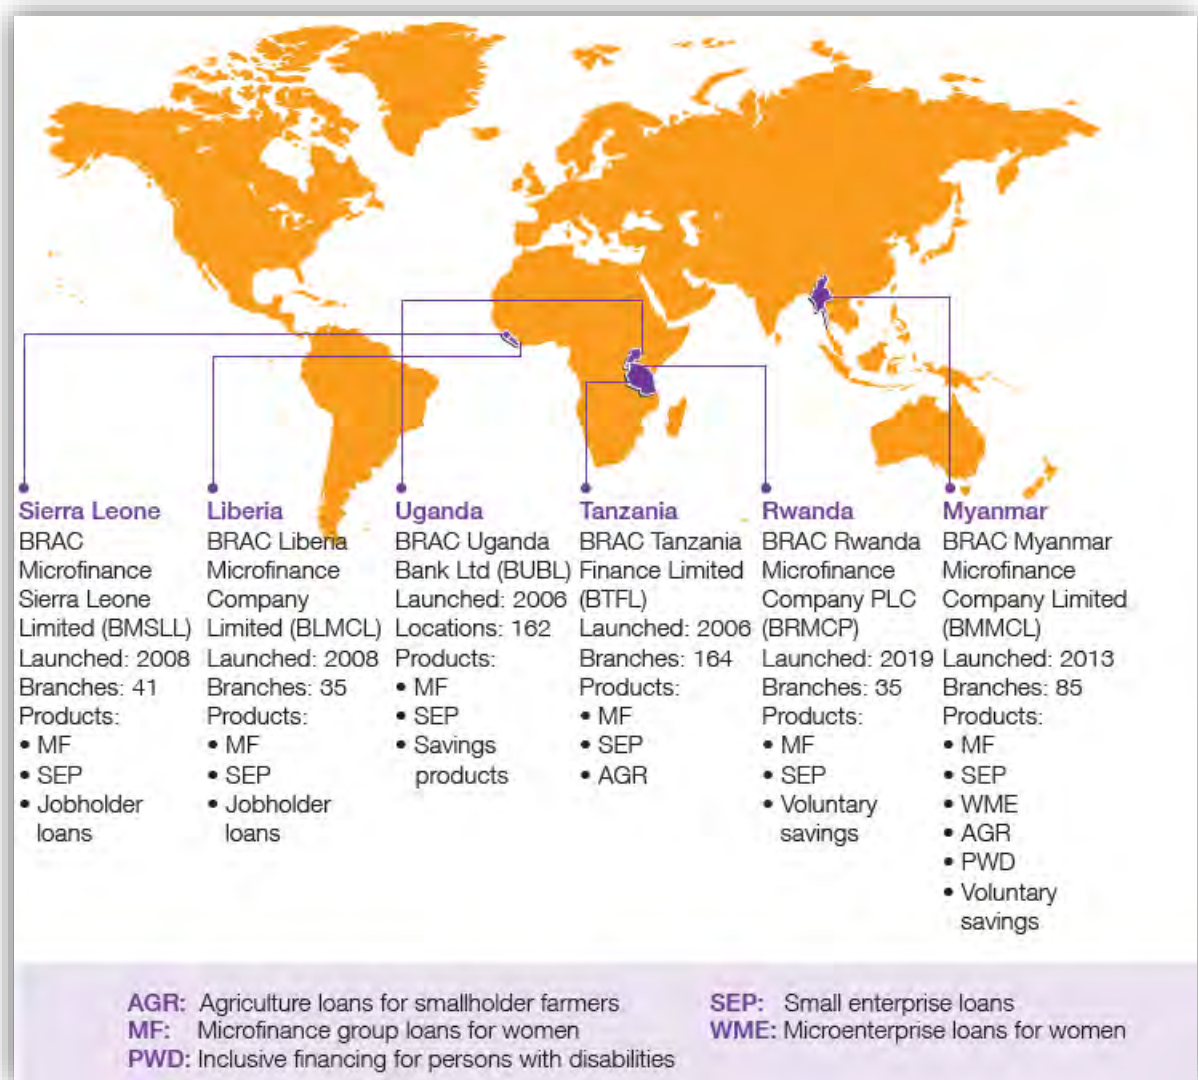 Sierra Leone
BRAC
Microfinance
Sierra Leone
Limited (BMSLL)
Launched: 2008
Branches: 41
Products:
• MF
• SEP
• Jobholder
loans
Liberia
BRAC Liberia
Microfinance
Company
Limited (BLMCL)
Launched: 2008
Branches: 35
Products:
• MF
• SEP
• Jobholder
loans
Uganda
BRAC Uganda
Bank Ltd (BUBL)
Launched: 2006
Locations: 162
Products:
• MF
• SEP
• Savings
products
Tanzania
BRAC Tanzania
Finance Limited
(BTFL)
Launched: 2006
Branches: 164
Products:
• MF
• SEP
• AGR
Rwanda
BRAC Rwanda
Microfinance
Company PLC
(BRMCP)
Launched: 2019
Branches: 35
Products:
• MF
• SEP
• Voluntary
savings
Myanmar
BRAC Myanmar
Microfinance
Company Limited
(BMMCL)
Launched: 2013
Branches: 85
Products:
• MF
• SEP
• WME
• AGR
• PWD
• Voluntary
savings
AGR: Agriculture loans for smallholder farmers
MF: Microfinance group loans for women
PWD: Inclusive financing for persons with disabilities
SEP: Small enterprise loans
WME: Microenterprise loans for women